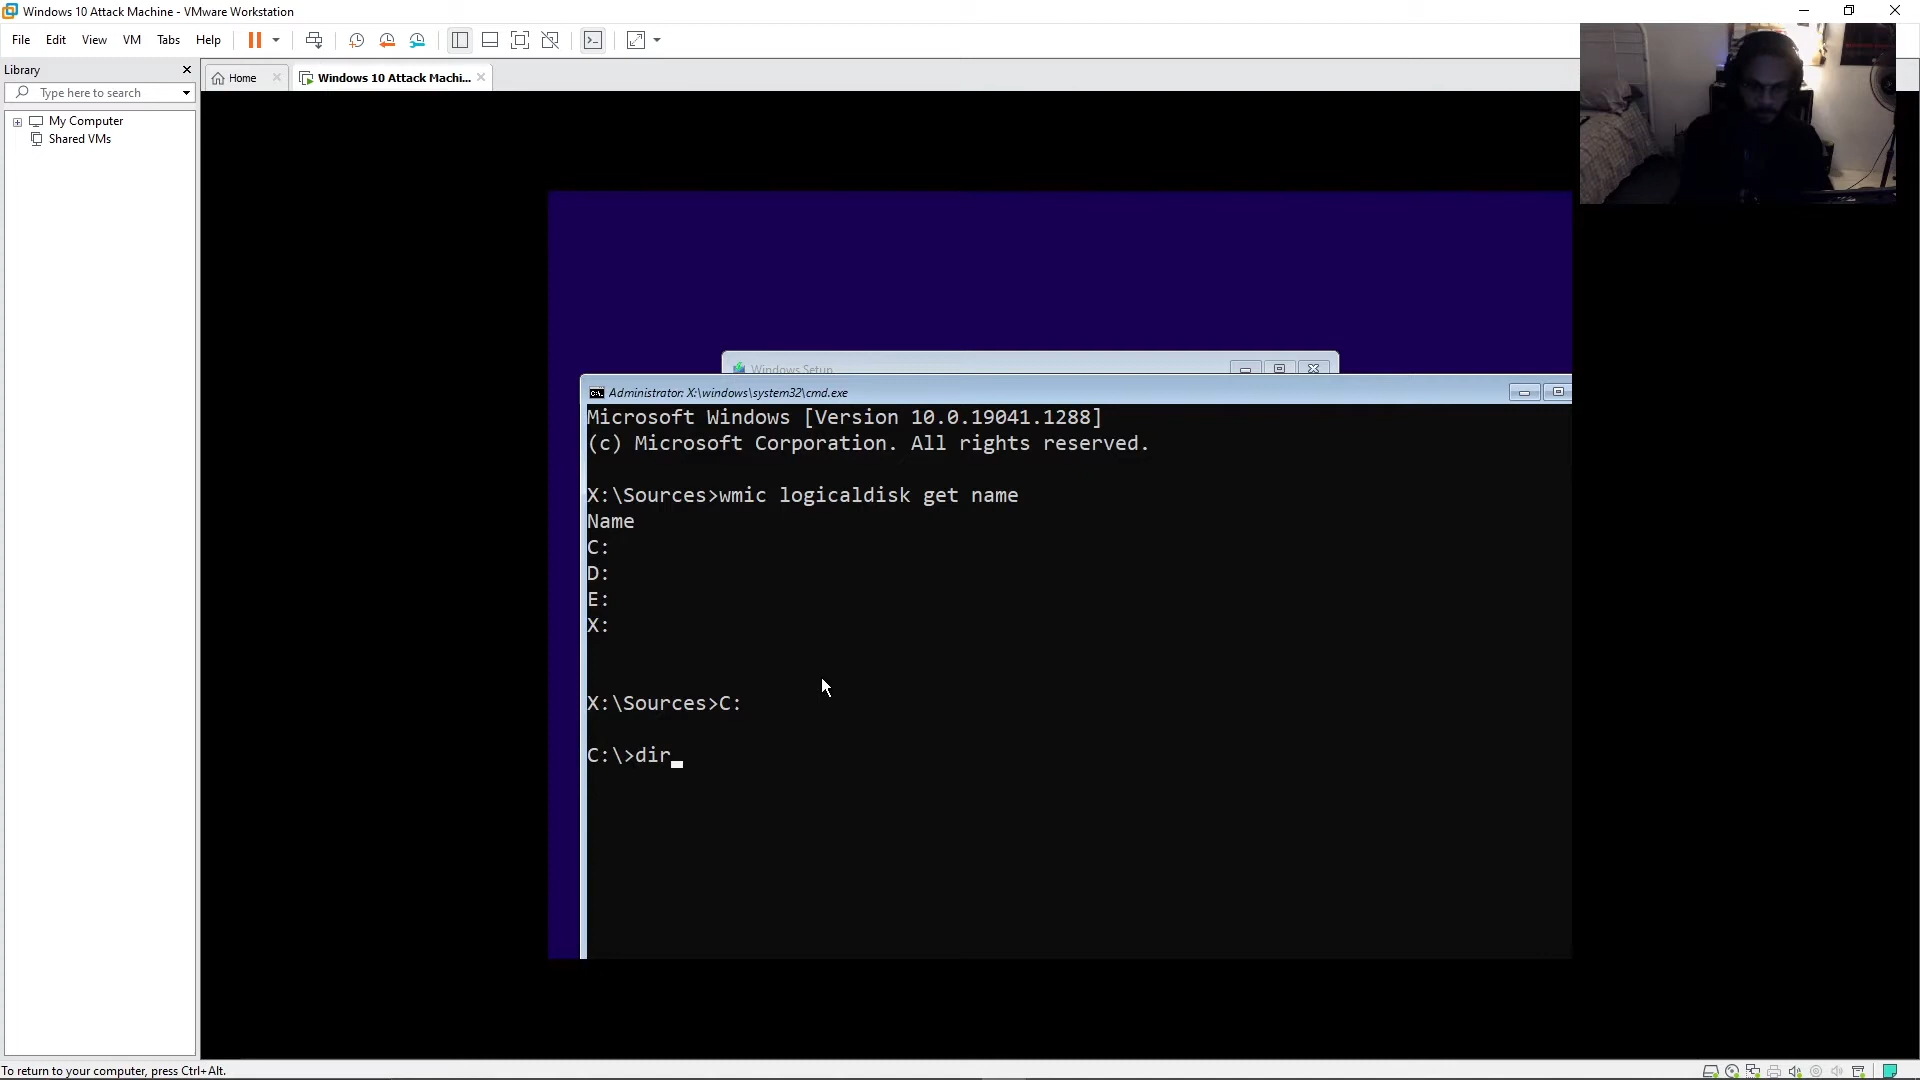 Windows 10 Attack Machine - VMware Workstation
File Edit View VM Tabs Help
Library
Type here to search
My Computer
Shared VMs
Home
Windows 10 Attack Machi...
Windows Setup
Administrator: X:\windows\system32\cmd.exe
Microsoft Windows [Version 10.0.19041.1288]
(c) Microsoft Corporation. All rights reserved.
X:\Sources>wmic logicaldisk get name
Name
C:
D:
E:
X:
X:\Sources>C:
C:\>dir
To return to your computer, press Ctrl+Alt.